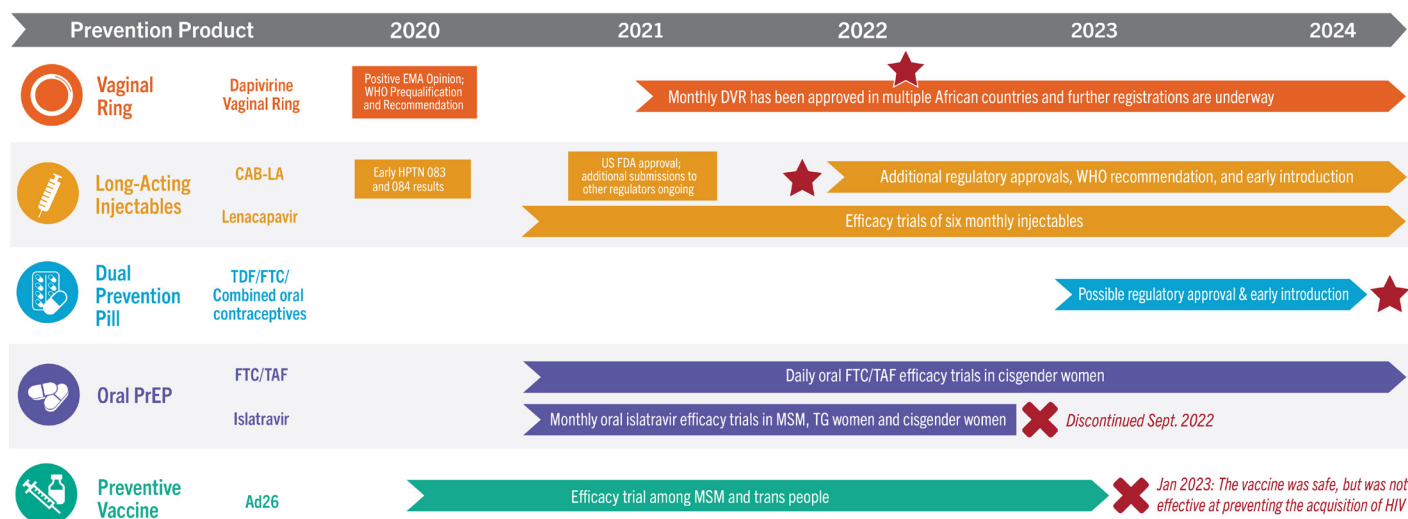 Prevention Product 2020 2021 2022 2023 2024
Vaginal
Ring
Dapivirine
Vaginal Ring
Positive EMA Opinion;
WHO Prequalification
and Recommendation
Monthly DVR has been approved in multiple African countries and further registrations are underway
Long-Acting
Injectables
CAB-LA
Early HPTN 083
and 084 results
US FDA approval;
additional submissions to
other regulators ongoing
Additional regulatory approvals, WHO recommendation, and early introduction
Lenacapavir
Efficacy trials of six monthly injectables
Dual
Prevention
Pill
TDF/FTC/
Combined oral
contraceptives
Possible regulatory approval & early introduction
Oral PrEP
FTC/TAF
Daily oral FTC/TAF efficacy trials in cisgender women
Islatravir
Monthly oral islatravir efficacy trials in MSM, TG women and cisgender women
Discontinued Sept. 2022
Preventive
Vaccine
Ad26
Efficacy trial among MSM and trans people
Jan 2023: The vaccine was safe, but was not
effective at preventing the acquisition of HIV